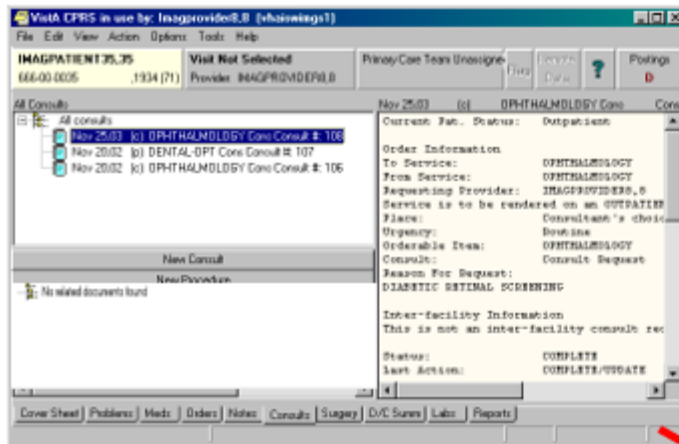 VistA CPRS in use by: Imagprovider8,8 (vhaiswimgs1)
File Edit View Action Options Tools Help
IMAGPATIENT35,35 Visit Not Selected Primary Care Team Unassigne Flag Remote Data ? Postings
666-00-0035 ,1934 (71) Provider: IMAGPROVIDER8,8 D
All Consults
All consults
Nov 25,03 (c) OPHTHALMOLOGY Cons Consult #: 108
Nov 20,02 (p) DENTAL-OPT Cons Consult #: 107
Nov 20,02 (c) OPHTHALMOLOGY Cons Consult #: 106
New Consult
New Procedure
No related documents found
Nov 25,03 (c) OPHTHALMOLOGY Cons Cons
Current Pat. Status: Outpatient
Order Information
To Service: OPHTHALMOLOGY
From Service: OPHTHALMOLOGY
Requesting Provider: IMAGPROVIDER8,8
Service is to be rendered on an OUTPATIEN
Place: Consultant's choic
Urgency: Routine
Orderable Item: OPHTHALMOLOGY
Consult: Consult Request
Reason For Request:
DIABETIC RETINAL SCREENING
Inter-facility Information
This is not an inter-facility consult rec
Status: COMPLETE
Last Action: COMPLETE/UPDATE
Cover Sheet Problems Meds Orders Notes Consults Surgery D/C Summ Labs Reports